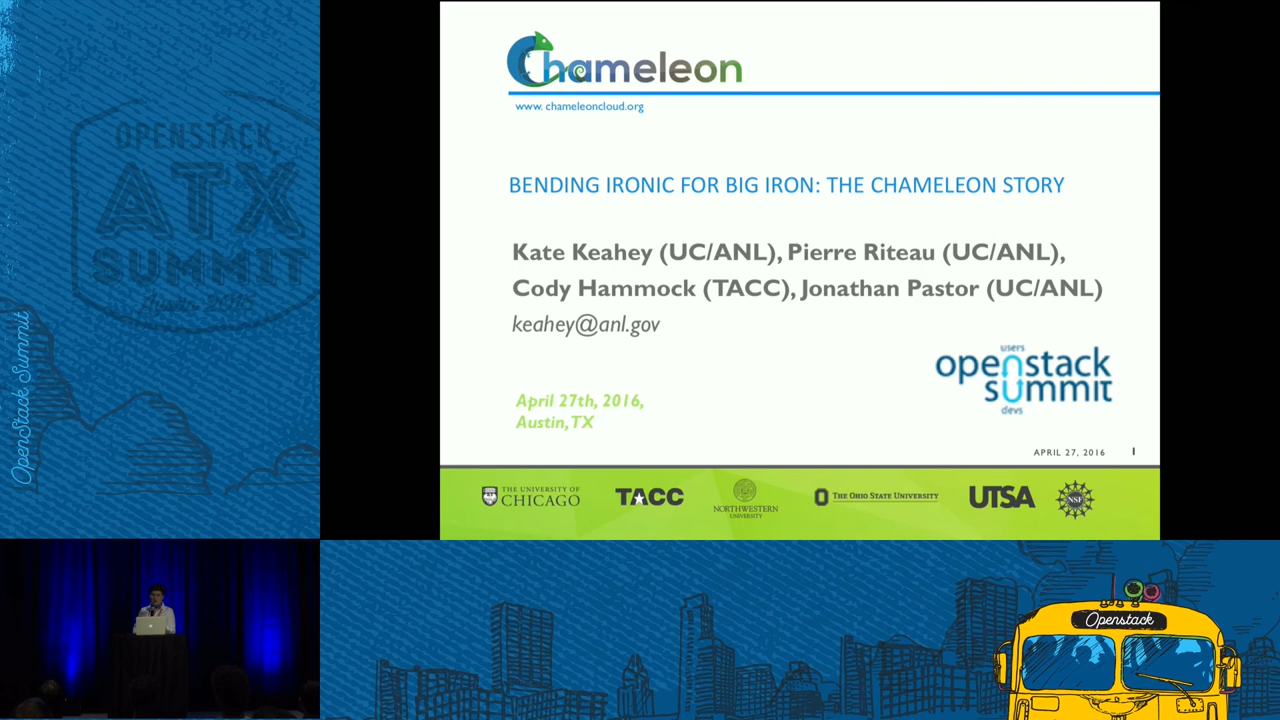 OPENSTACK
ATX
SUMMIT
Austin 2016
OpenStack Summit
Chameleon
www. chameleoncloud.org
BENDING IRONIC FOR BIG IRON: THE CHAMELEON STORY
Kate Keahey (UC/ANL), Pierre Riteau (UC/ANL),
Cody Hammock (TACC), Jonathan Pastor (UC/ANL)
keahey@anl.gov
users
openstack
summit
devs
April 27th, 2016,
Austin, TX
APRIL 27, 2016 1
THE UNIVERSITY OF
CHICAGO
TACC
NORTHWESTERN
UNIVERSITY
THE OHIO STATE UNIVERSITY
UTSA
NSF
Openstack